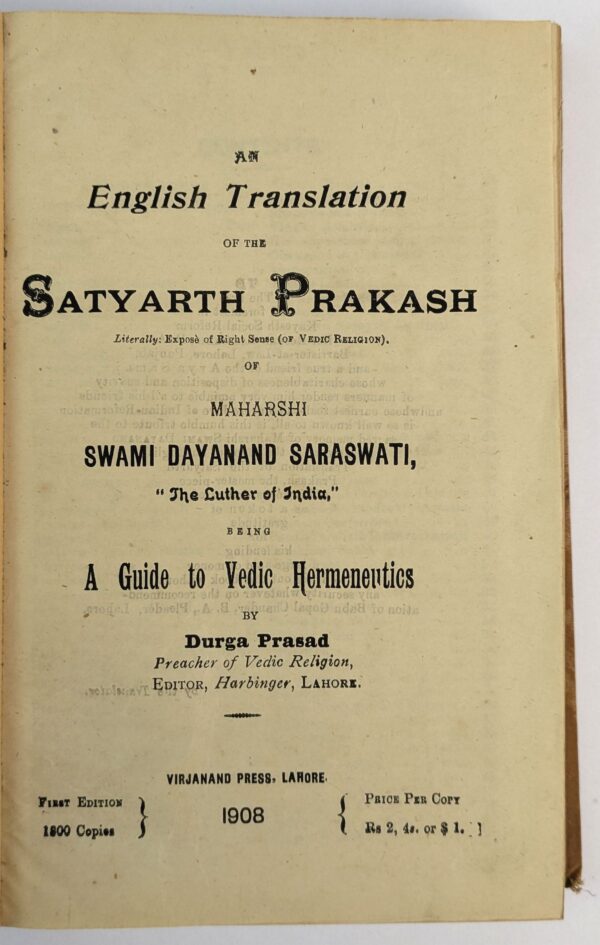 AN
English Translation
OF THE
SATYARTH PRAKASH
Literally: Exposè of Right Sense (OF VEDIC RELIGION).
OF
MAHARSHI
SWAMI DAYANAND SARASWATI,
"The Luther of India,"
BEING
A Guide to Vedic Hermeneutics
BY
Durga Prasad
Preacher of Vedic Religion,
EDITOR, Harbinger, LAHORE.
VIRJANAND PRESS, LAHORE.
FIRST EDITION
1800 Copies
1908
PRICE PER COPY
Rs 2, 4s. or $ 1.